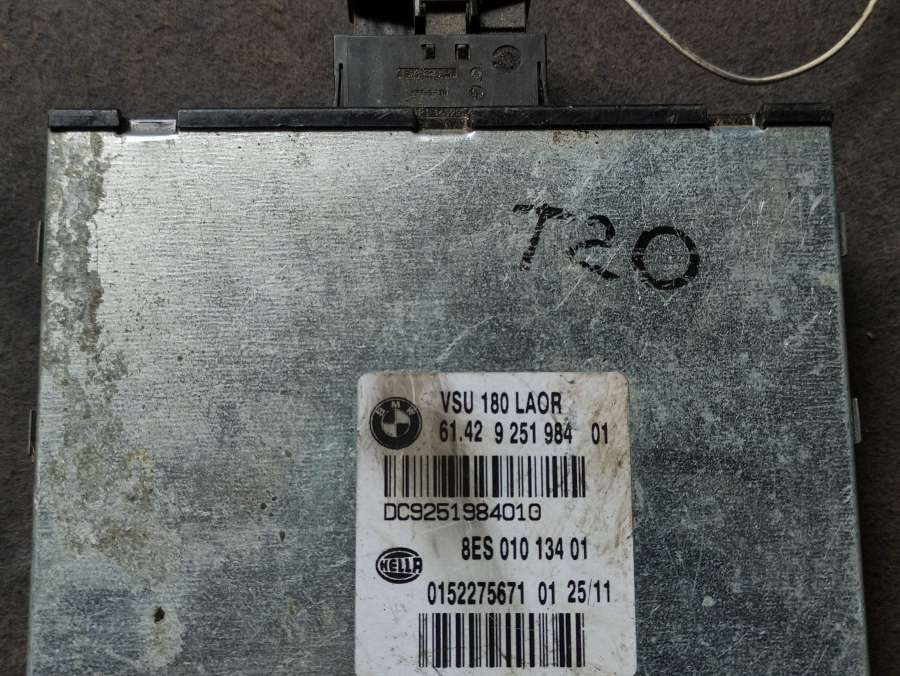 T20
BMW
VSU 180 LAOR
61.42 9 251 984 01
DC9251984010
8ES 010 134 01
HELLA
0152275671 01 25/11